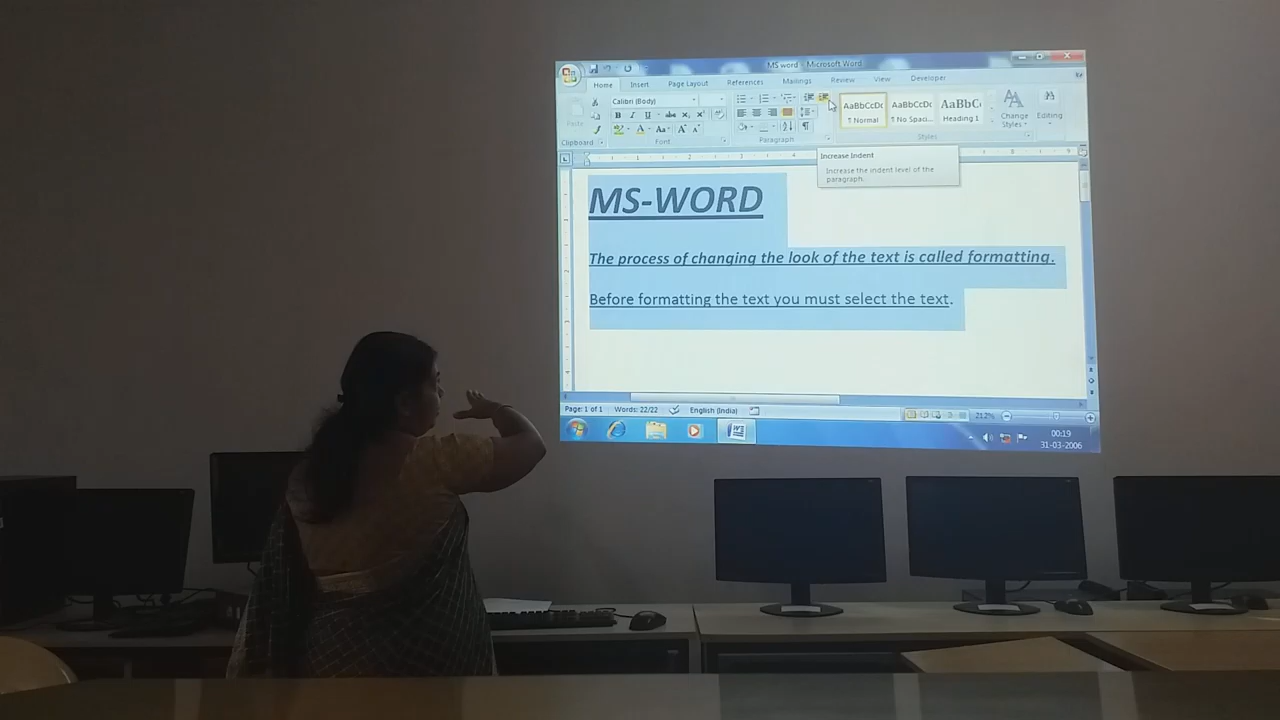 MS word - Microsoft Word
Home Insert Page Layout References Mailings Review View Developer
Calibri (Body)
AaBbCcDc AaBbCcDc AaBbC
Paste
¶ Normal ¶ No Spaci... Heading 1
Change
Styles
Editing
Clipboard Font Paragraph Styles
Increase Indent
Increase the indent level of the
paragraph.
MS-WORD
The process of changing the look of the text is called formatting.
Before formatting the text you must select the text.
Page: 1 of 1 Words: 22/22 English (India) 212%
00:19
31-03-2006